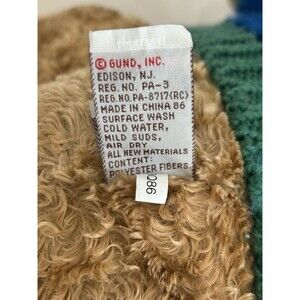 © GUND, INC.
EDISON, N.J.
REG. NO. PA-3
REG. NO. PA-8717(RC)
MADE IN CHINA 86
SURFACE WASH
COLD WATER,
MILD SUDS,
AIR DRY
ALL NEW MATERIALS
CONTENT:
POLYESTER FIBERS.
086